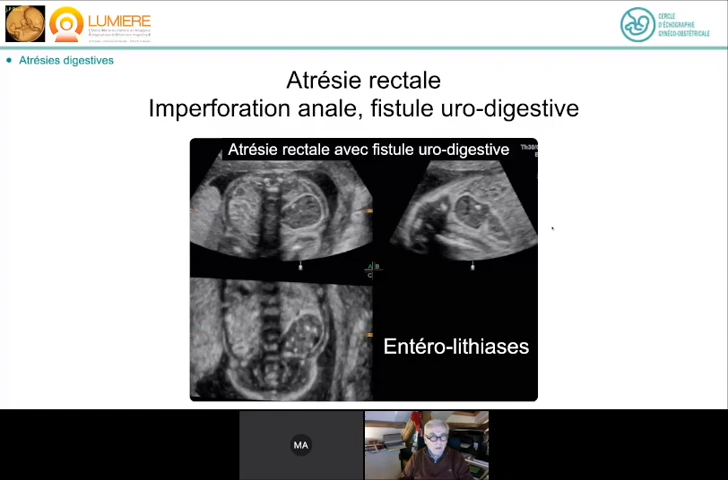 LUMIERE
CERCLE
D'ÉCHOGRAPHIE
GYNÉCO-OBSTÉTRICALE
Atrésies digestives
Atrésie rectale
Imperforation anale, fistule uro-digestive
Atrésie rectale avec fistule uro-digestive
Entéro-lithiases
MA